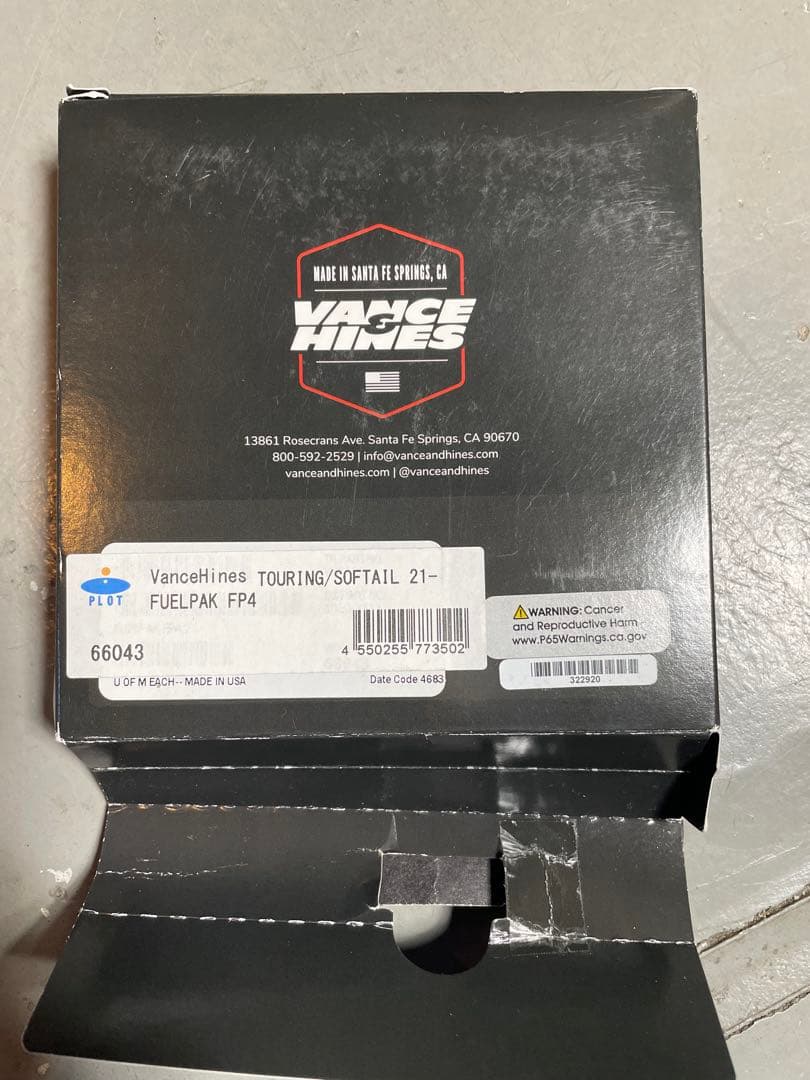 MADE IN SANTA FE SPRINGS, CA
VANCE
&
HINES
13861 Rosecrans Ave. Santa Fe Springs, CA 90670
800-592-2529 | info@vanceandhines.com
vanceandhines.com | @vanceandhines
PLOT
VanceHines TOURING/SOFTAIL 21-
FUELPAK FP4
66043
4 550255 773502
U OF M EACH-- MADE IN USA
Date Code 4683
WARNING: Cancer
and Reproductive Harm
www.P65Warnings.ca.gov
322920